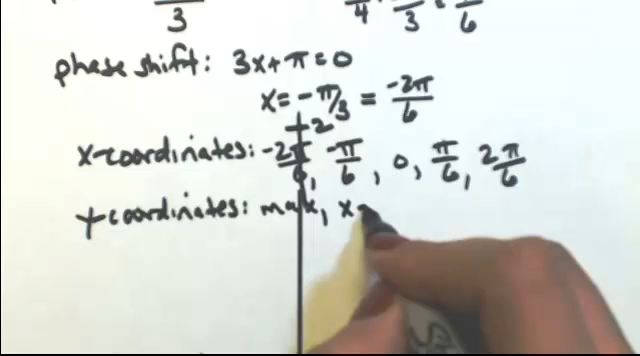 3
4 3 6
phase shift: 3x+π=0
x=-π/3 = -2π/6
2
x-coordinates: -2π/6, -π/6, 0, π/6, 2π/6
y-coordinates: max, x